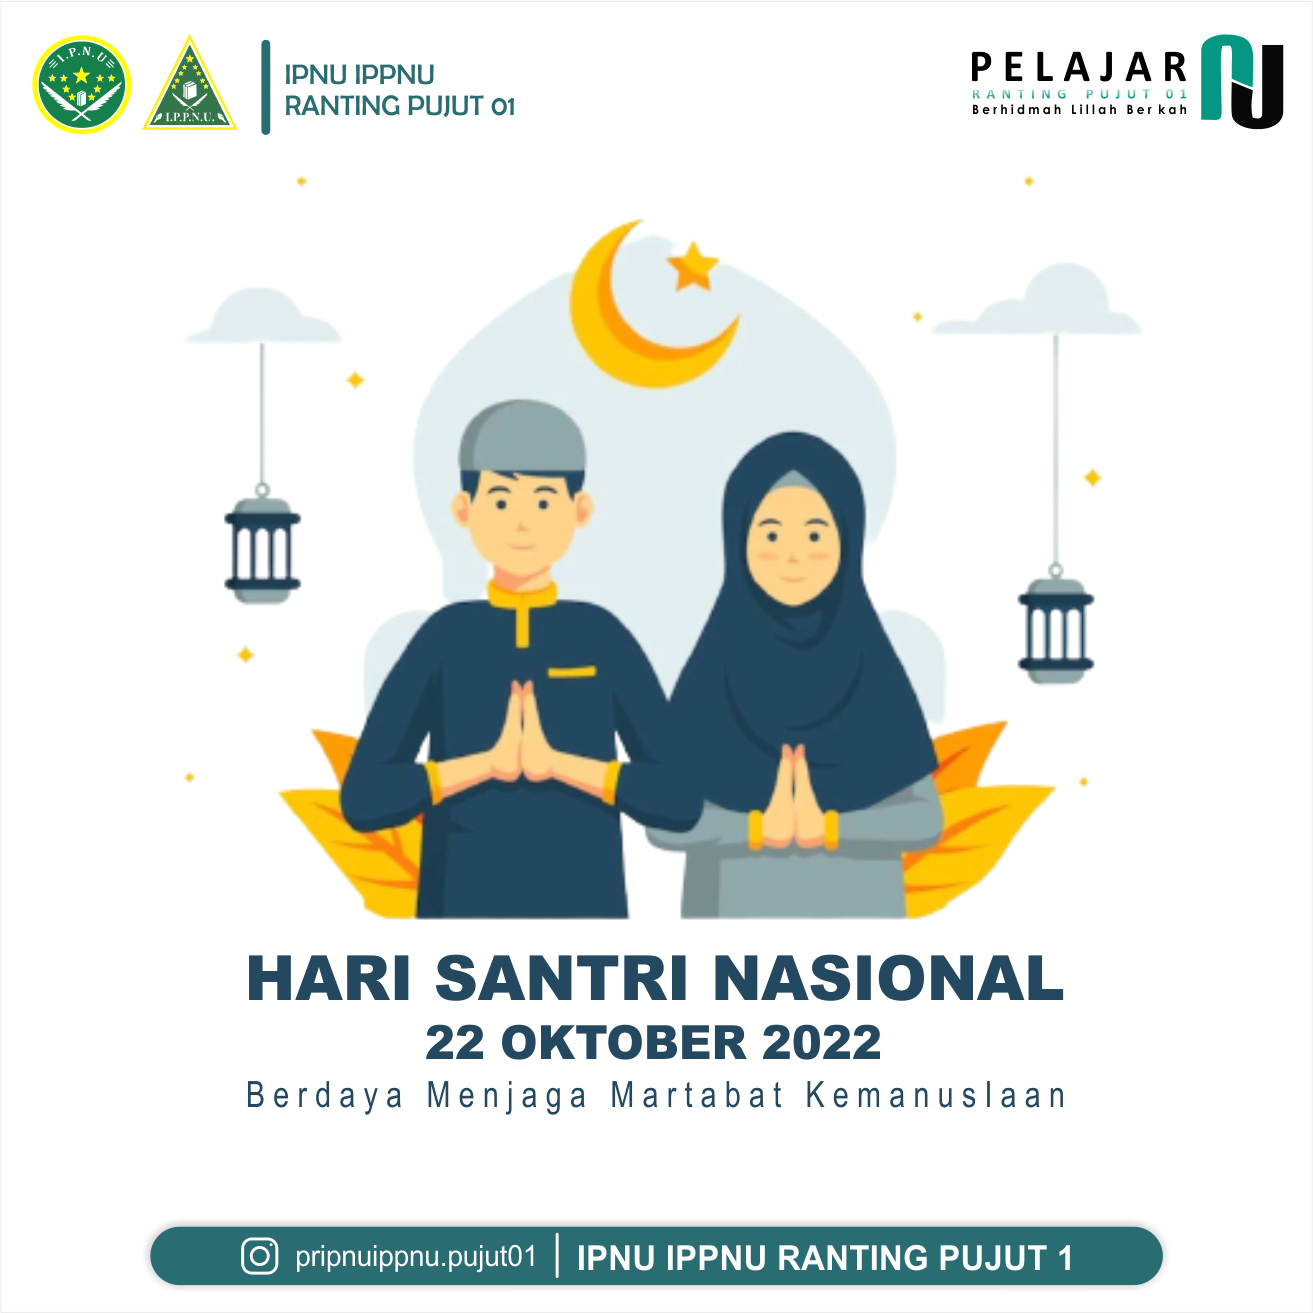 I.P.N.U
I.P.P.N.U.
IPNU IPPNU
RANTING PUJUT 01
PELAJAR
RANTING PUJUT 01
Berhidmah Lillah Berkah
NU
HARI SANTRI NASIONAL
22 OKTOBER 2022
Berdaya Menjaga Martabat Kemanuslaan
pripnuippnu.pujut01
IPNU IPPNU RANTING PUJUT 1